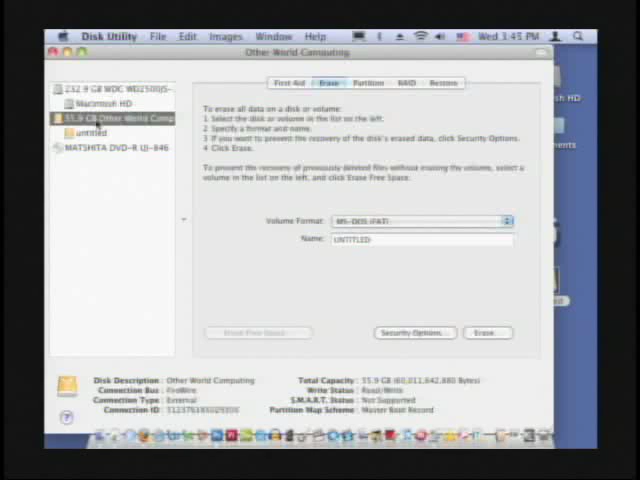 Disk Utility File Edit Images Window Help Wed 3:45 PM
Other World Computing
232.9 GB WDC WD2500JS-
Macintosh HD
55.9 GB Other World Comp
untitled
MATSHITA DVD-R UJ-846
First Aid Erase Partition RAID Restore
To erase all data on a disk or volume:
1 Select the disk or volume in the list on the left.
2 Specify a format and name.
3 If you want to prevent the recovery of the disk's erased data, click Security Options.
4 Click Erase.
To prevent the recovery of previously deleted files without erasing the volume, select a
volume in the list on the left, and click Erase Free Space.
Volume Format: MS-DOS (FAT)
Name: UNTITLED
Erase Free Space... Security Options... Erase...
sh HD
ments
Disk Description : Other World Computing
Connection Bus : FireWire
Connection Type : External
Connection ID :
Total Capacity : 55.9 GB (60,011,642,880 Bytes)
Write Status : Read/Write
S.M.A.R.T. Status : Not Supported
Partition Map Scheme : Master Boot Record